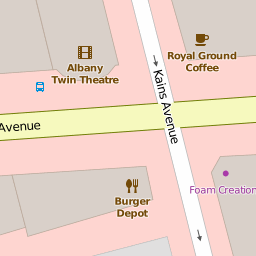 Royal Ground
Coffee
Albany
Twin Theatre
Kains Avenue
Avenue
Foam Creation
Burger
Depot